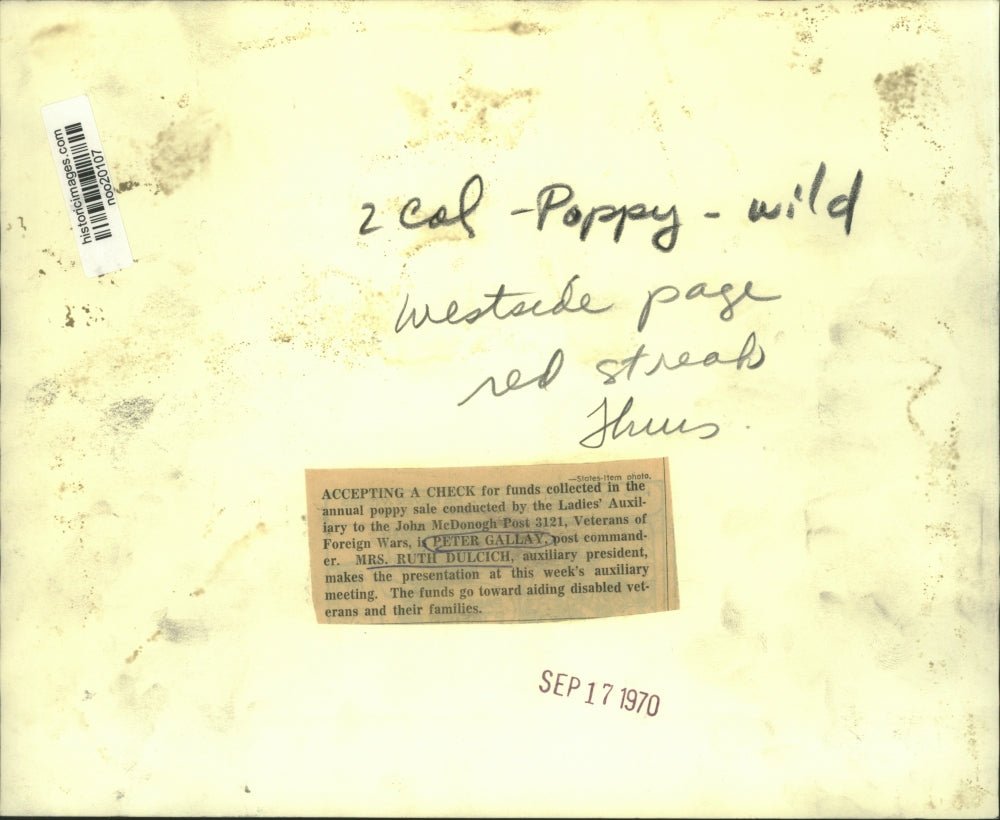 historicimages.com
noo20107
2 Col - Poppy - wild
Westside page
red streak
Thurs
—States-Item photo.
ACCEPTING A CHECK for funds collected in the
annual poppy sale conducted by the Ladies' Auxil-
iary to the John McDonogh Post 3121, Veterans of
Foreign Wars, is PETER GALLAY, post command-
er. MRS. RUTH DULCICH, auxiliary president,
makes the presentation at this week's auxiliary
meeting. The funds go toward aiding disabled vet-
erans and their families.
SEP 17 1970